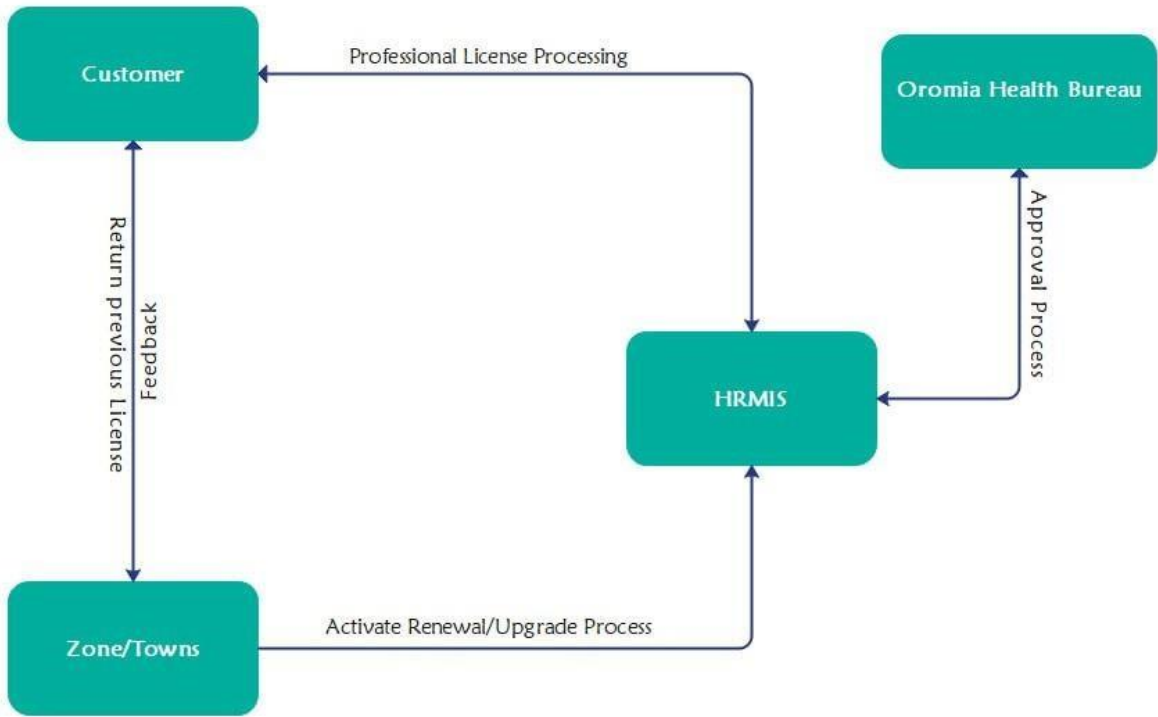 Customer
Professional License Processing
Oromia Health Bureau
Return previous License
Feedback
Approval Process
HRMIS
Activate Renewal/Upgrade Process
Zone/Towns